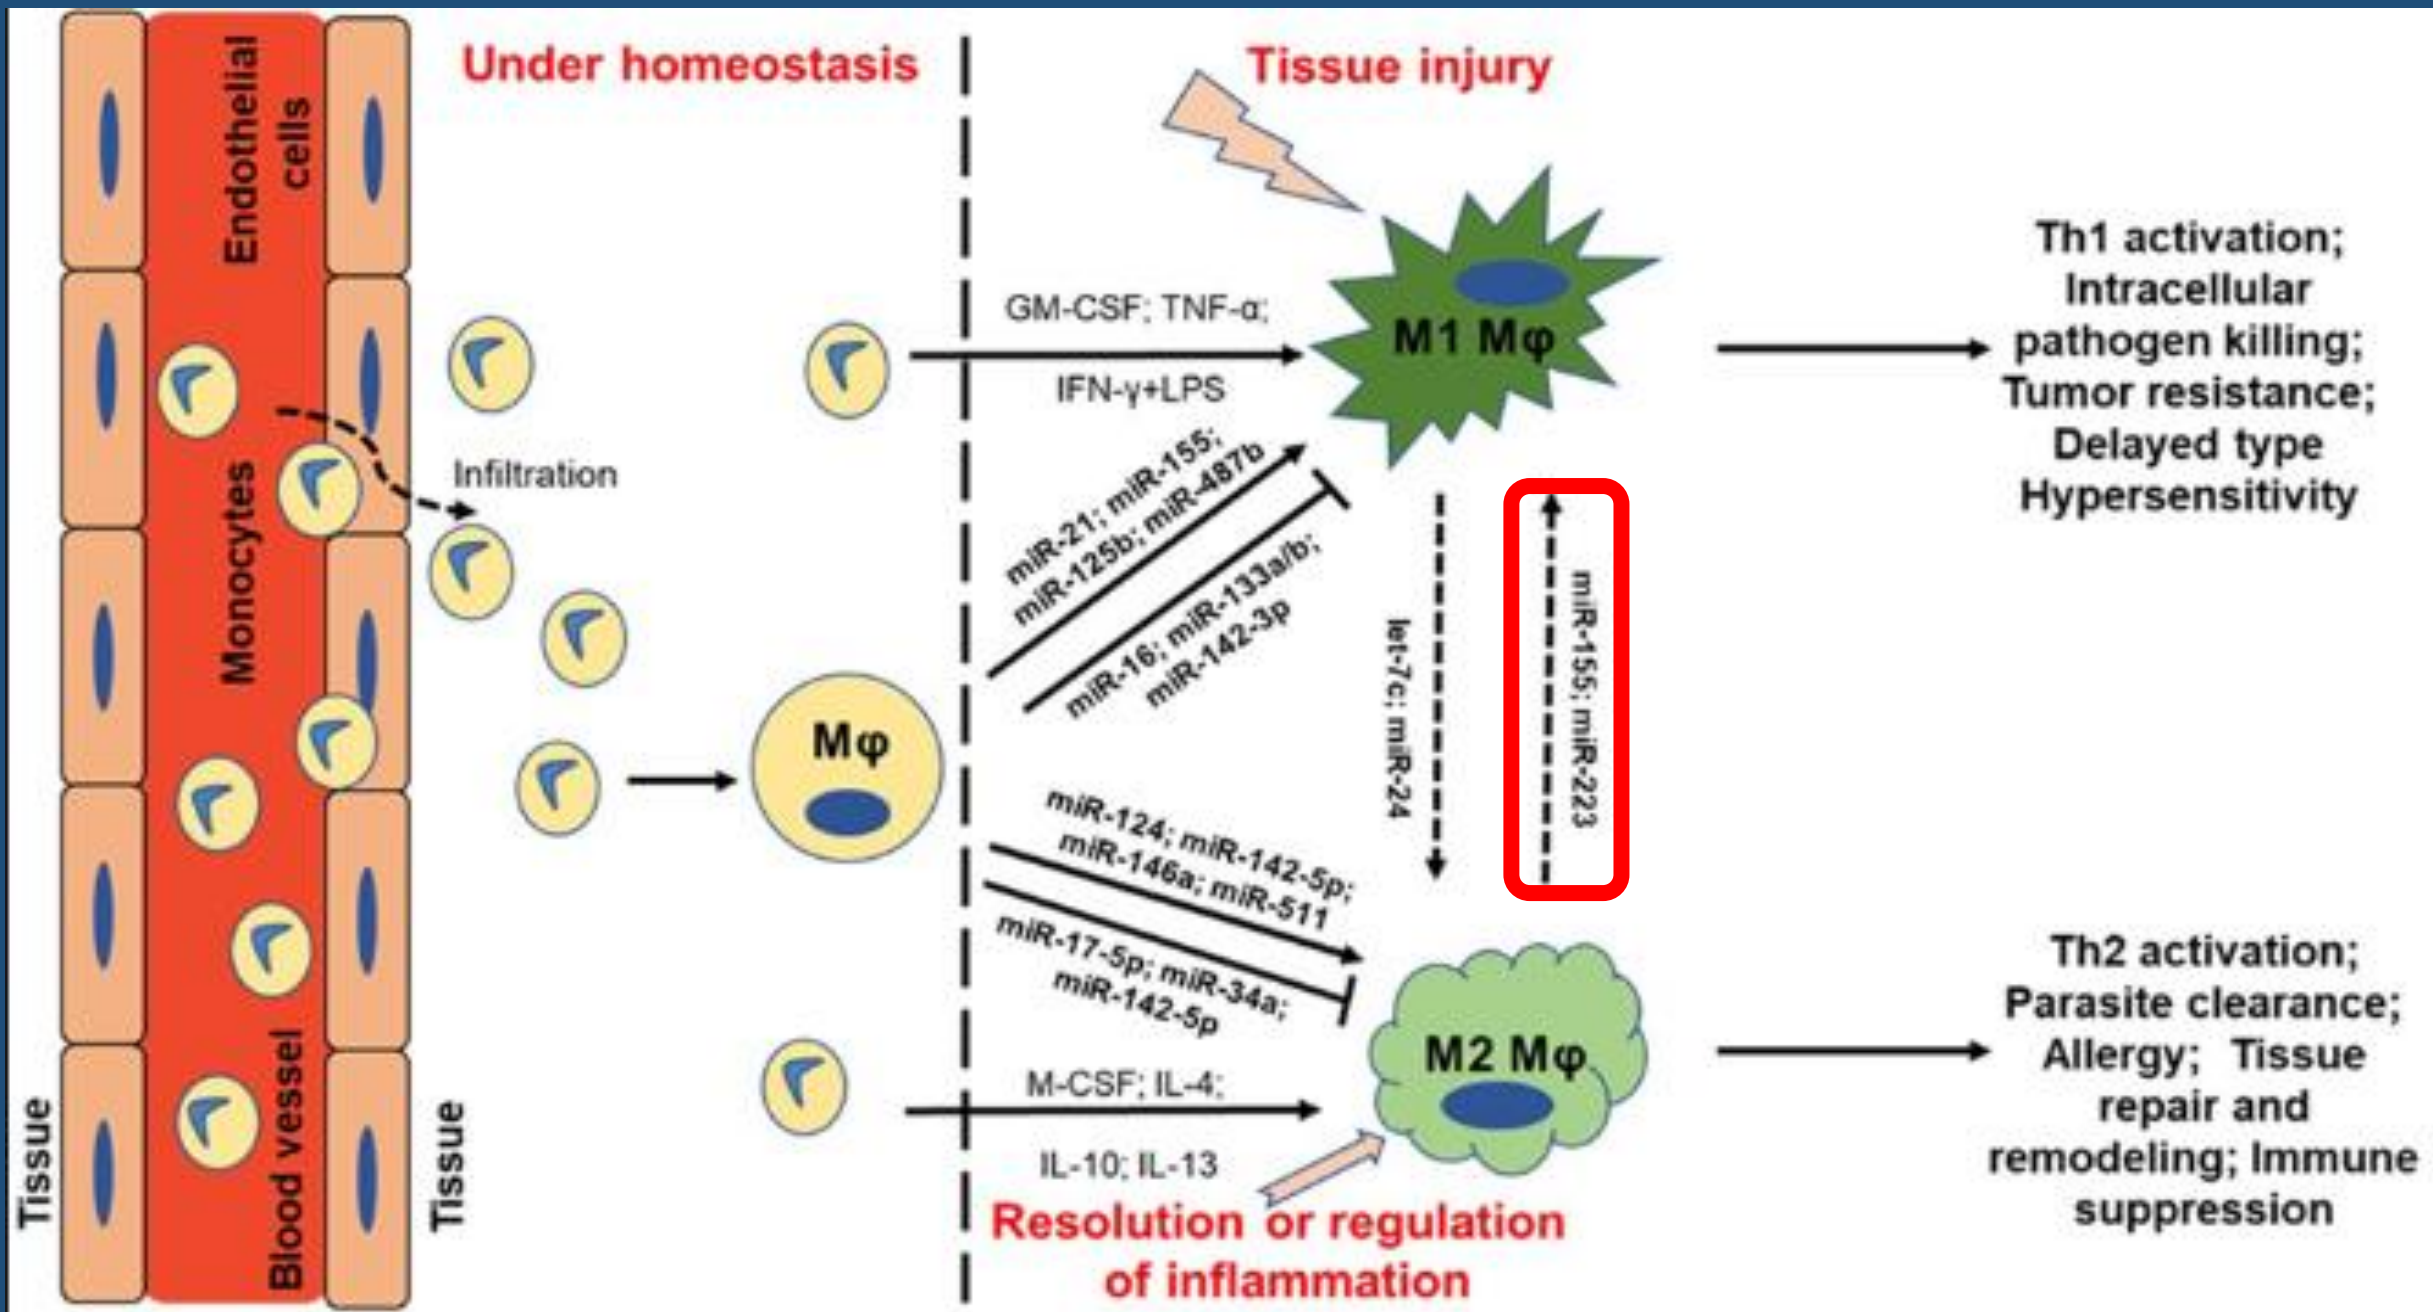 Under homeostasis
Tissue injury
Endothelial
cells
Monocytes
Blood vessel
Tissue
Tissue
Infiltration
Mφ
GM-CSF; TNF-α;
IFN-γ+LPS
miR-21; miR-155;
miR-125b; miR-487b
miR-16; miR-133a/b;
miR-142-3p
M1 Mφ
let-7c; miR-24
miR-155; miR-223
miR-124; miR-142-5p;
miR-146a; miR-511
miR-17-5p; miR-34a;
miR-142-5p
M-CSF; IL-4;
IL-10; IL-13
M2 Mφ
Resolution or regulation
of inflammation
Th1 activation;
Intracellular
pathogen killing;
Tumor resistance;
Delayed type
Hypersensitivity
Th2 activation;
Parasite clearance;
Allergy; Tissue
repair and
remodeling; Immune
suppression